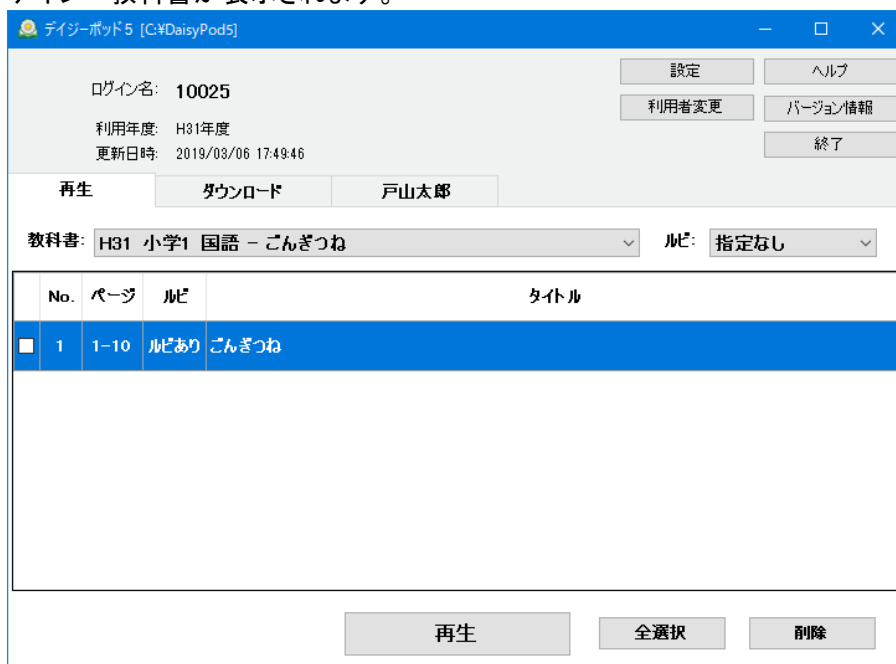 デイジー教科書が表示されます。
デイジーポッド5 [C:¥DaisyPod5]
設定 ヘルプ
ログイン名: 10025
利用者変更 バージョン情報
利用年度: H31年度
終了
更新日時: 2019/03/06 17:49:46
再生 ダウンロード 戸山太郎
教科書: H31 小学1 国語 - ごんぎつね ルビ: 指定なし
No. ページ ルビ タイトル
1 1-10 ルビあり ごんぎつね
再生 全選択 削除